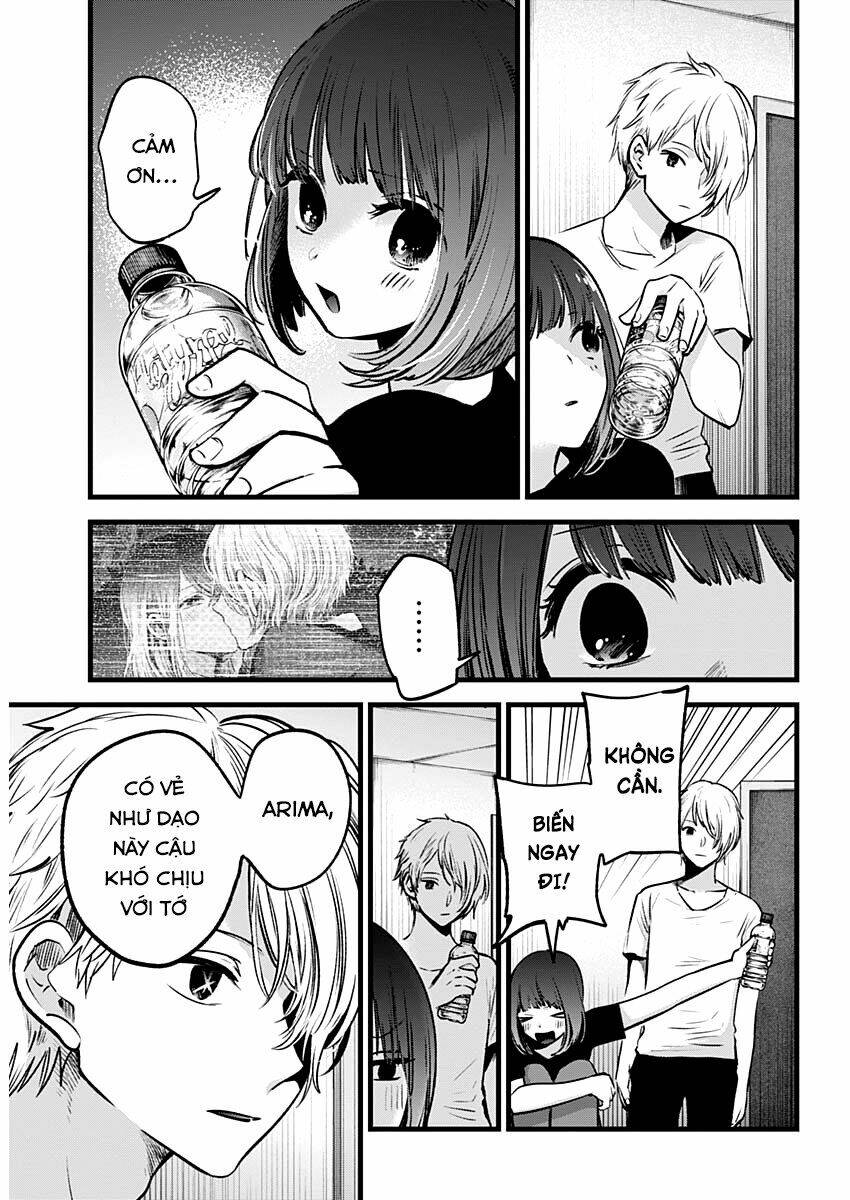 CẢM
ƠN...
......
KHÔNG
CẦN.
BIẾN
NGAY
ĐI!
ARIMA,
CÓ VẺ
NHƯ DẠO
NÀY CẬU
KHÓ CHỊU
VỚI TỚ